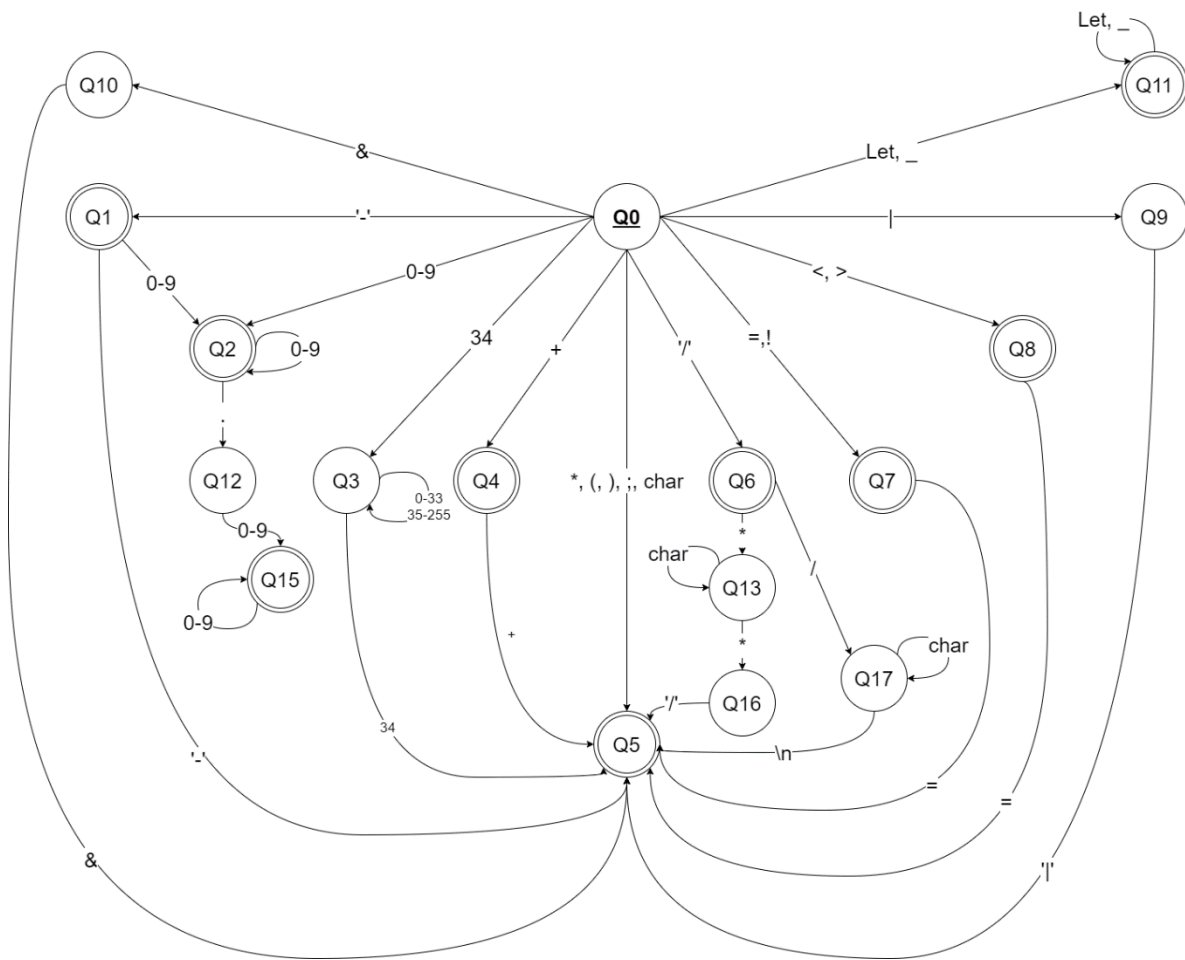 Let, _
Q10
Q11
&
Let, _
Q1
'-'
Q0
|
Q9
0-9
0-9
<, >
Q2
0-9
34
+
'/'
=,!
Q8
.
Q12
Q3
0-33
35-255
Q4
*, (, ), ;, char
Q6
Q7
0-9
*
char
Q13
/
Q15
0-9
+
*
char
Q17
Q16
34
'/'
Q5
\n
'-'
=
=
&
'|'